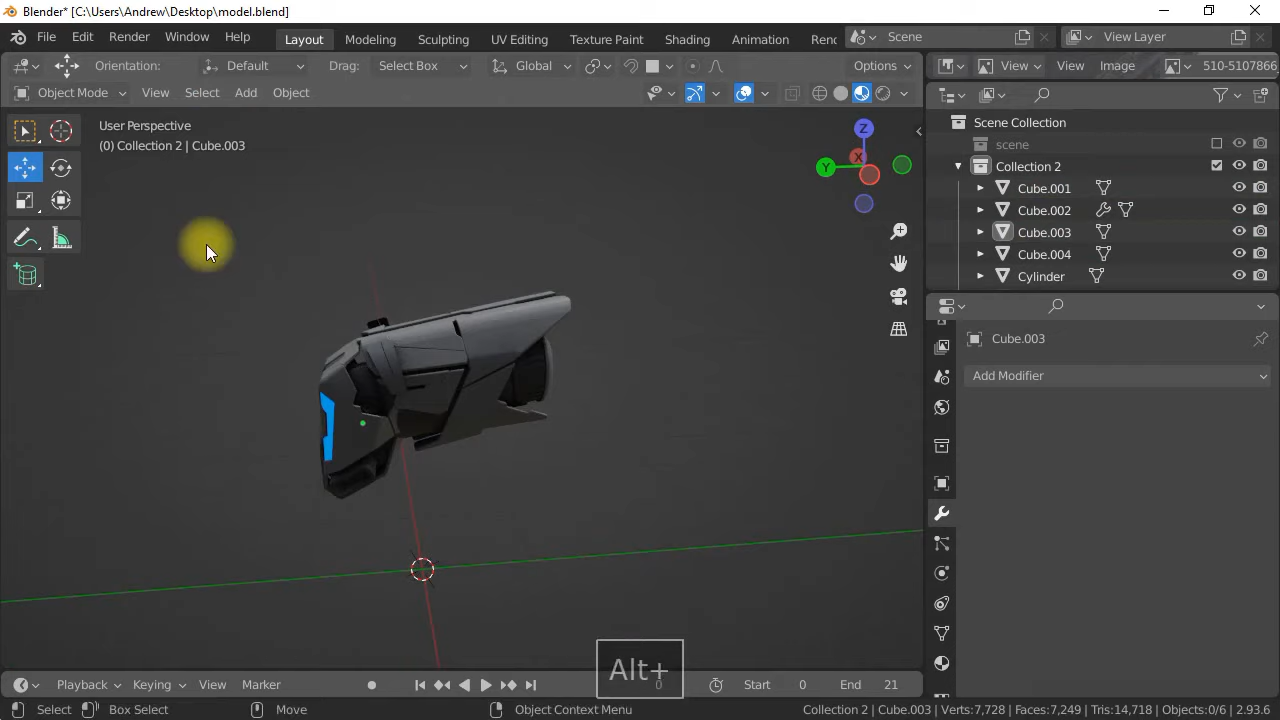 Blender* [C:\Users\Andrew\Desktop\model.blend]
File Edit Render Window Help Layout Modeling Sculpting UV Editing Texture Paint Shading Animation Scene View Layer
Orientation: Default Drag: Select Box Global Options View View Image 510-5107866
Object Mode View Select Add Object
User Perspective
(0) Collection 2 | Cube.003
Z
X
Y
Scene Collection
scene
Collection 2
Cube.001
Cube.002
Cube.003
Cube.004
Cylinder
Cube.003
Add Modifier
Alt+
Playback Keying View Marker 0 Start 0 End 21
Select Box Select Move Object Context Menu Collection 2 | Cube.003 | Verts:7,728 | Faces:7,249 | Tris:14,718 | Objects:0/6 | 2.93.6